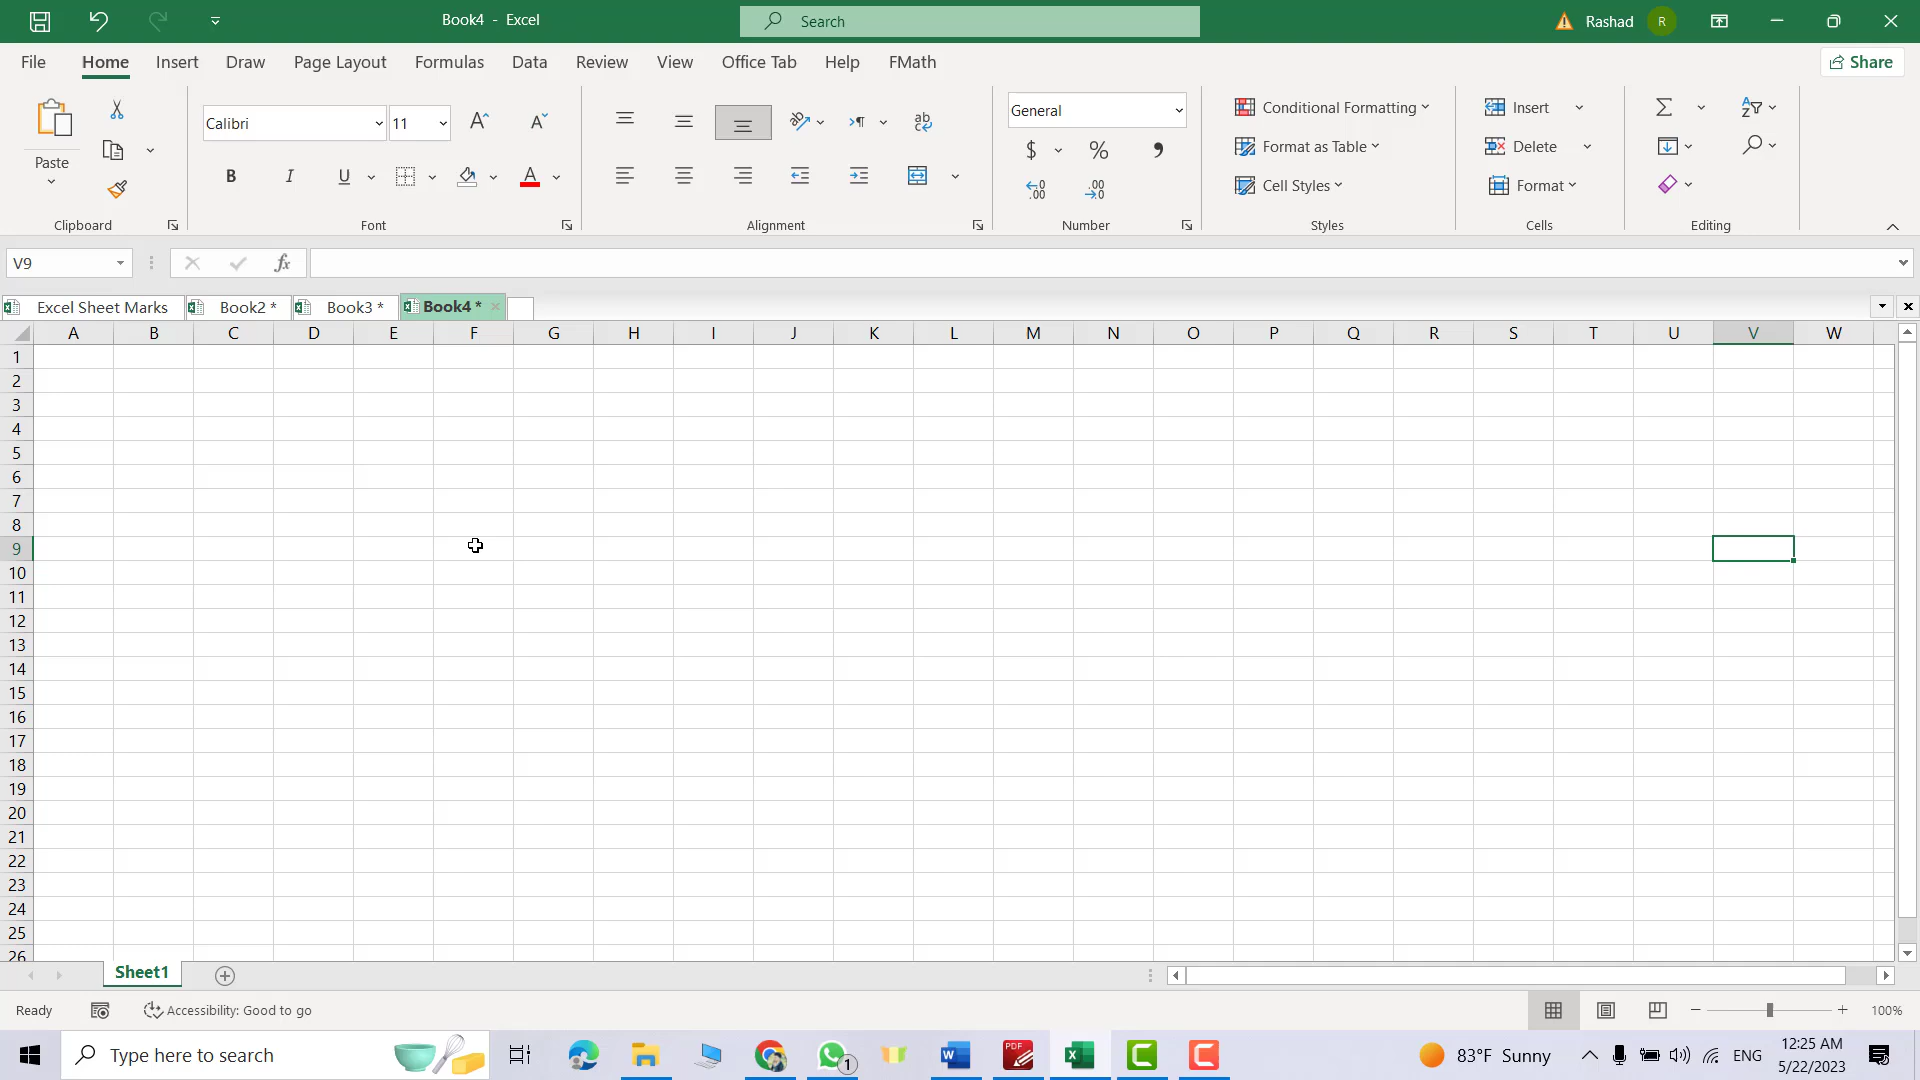 Book4 - Excel
Search
Rashad
R
File
Home
Insert
Draw
Page Layout
Formulas
Data
Review
View
Office Tab
Help
FMath
Share
Paste
Clipboard
Calibri
11
B
I
U
A
Font
ab
Alignment
General
$
%
Number
Conditional Formatting
Format as Table
Cell Styles
Styles
Insert
Delete
Format
Cells
Editing
V9
fx
Excel Sheet Marks
Book2 *
Book3 *
Book4 *
A B C D E F G H I J K L M N O P Q R S T U V W
1
2
3
4
5
6
7
8
9
10
11
12
13
14
15
16
17
18
19
20
21
22
23
24
25
26
Sheet1
Ready
Accessibility: Good to go
100%
Type here to search
1
PDF
83°F Sunny
ENG
12:25 AM
5/22/2023